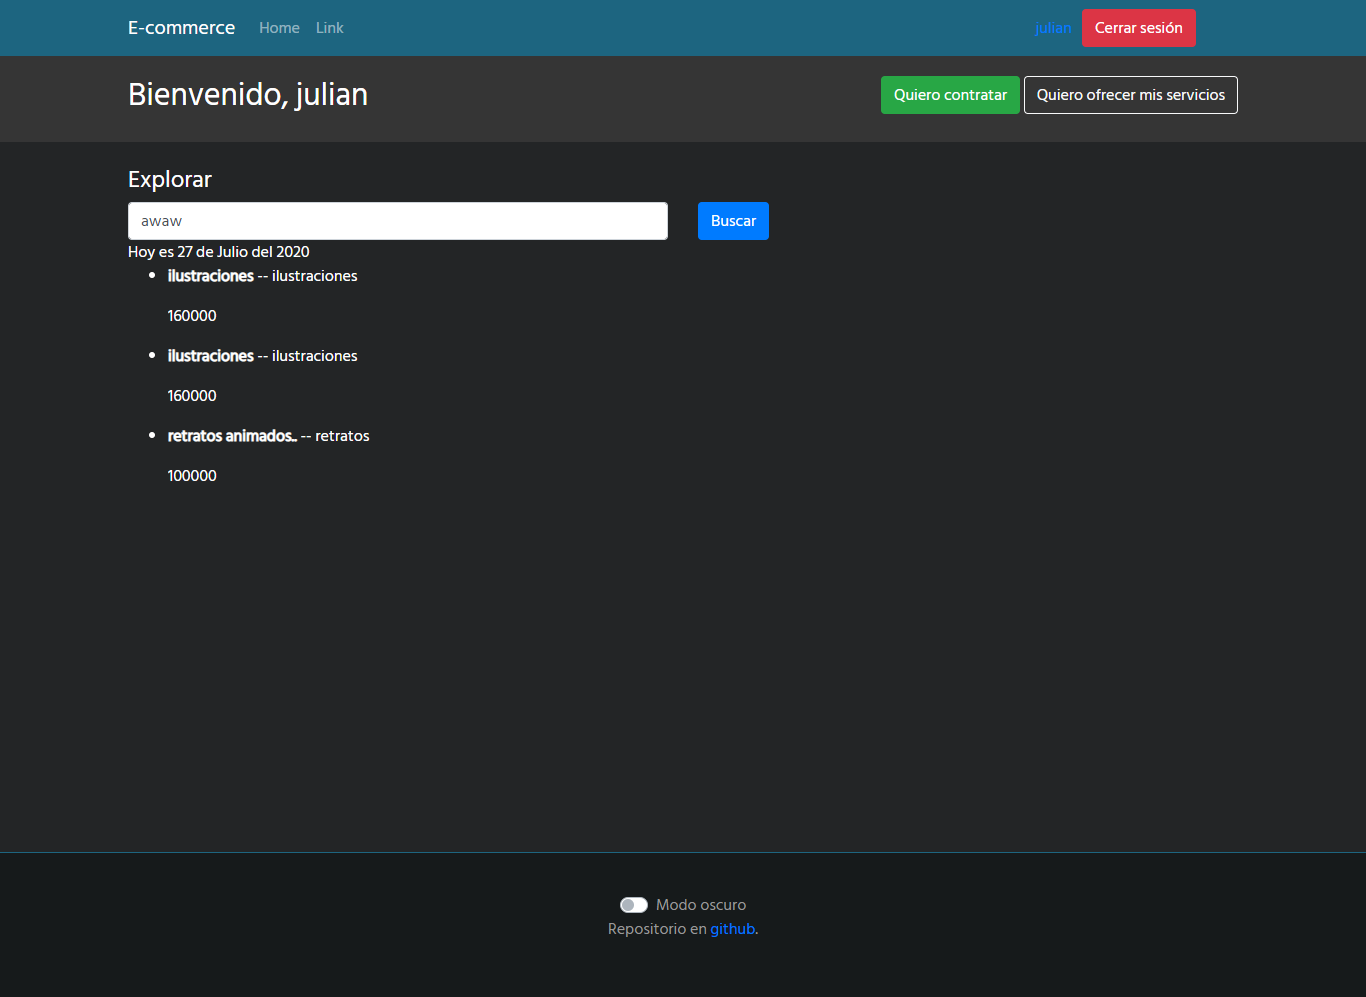 E-commerce Home Link julian Cerrar sesión
Bienvenido, julian Quiero contratar Quiero ofrecer mis servicios
Explorar
awaw Buscar
Hoy es 27 de Julio del 2020
ilustraciones -- ilustraciones
160000
ilustraciones -- ilustraciones
160000
retratos animados.. -- retratos
100000
Modo oscuro
Repositorio en github.